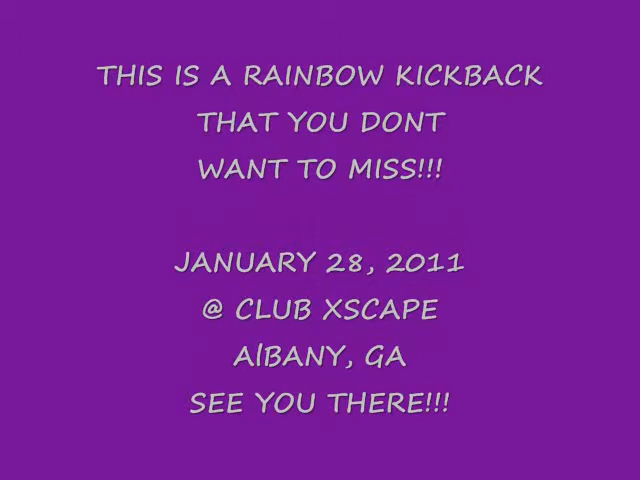 THIS IS A RAINBOW KICKBACK
THAT YOU DONT
WANT TO MISS!!!
JANUARY 28, 2011
@ CLUB XSCAPE
AlBANY, GA
SEE YOU THERE!!!